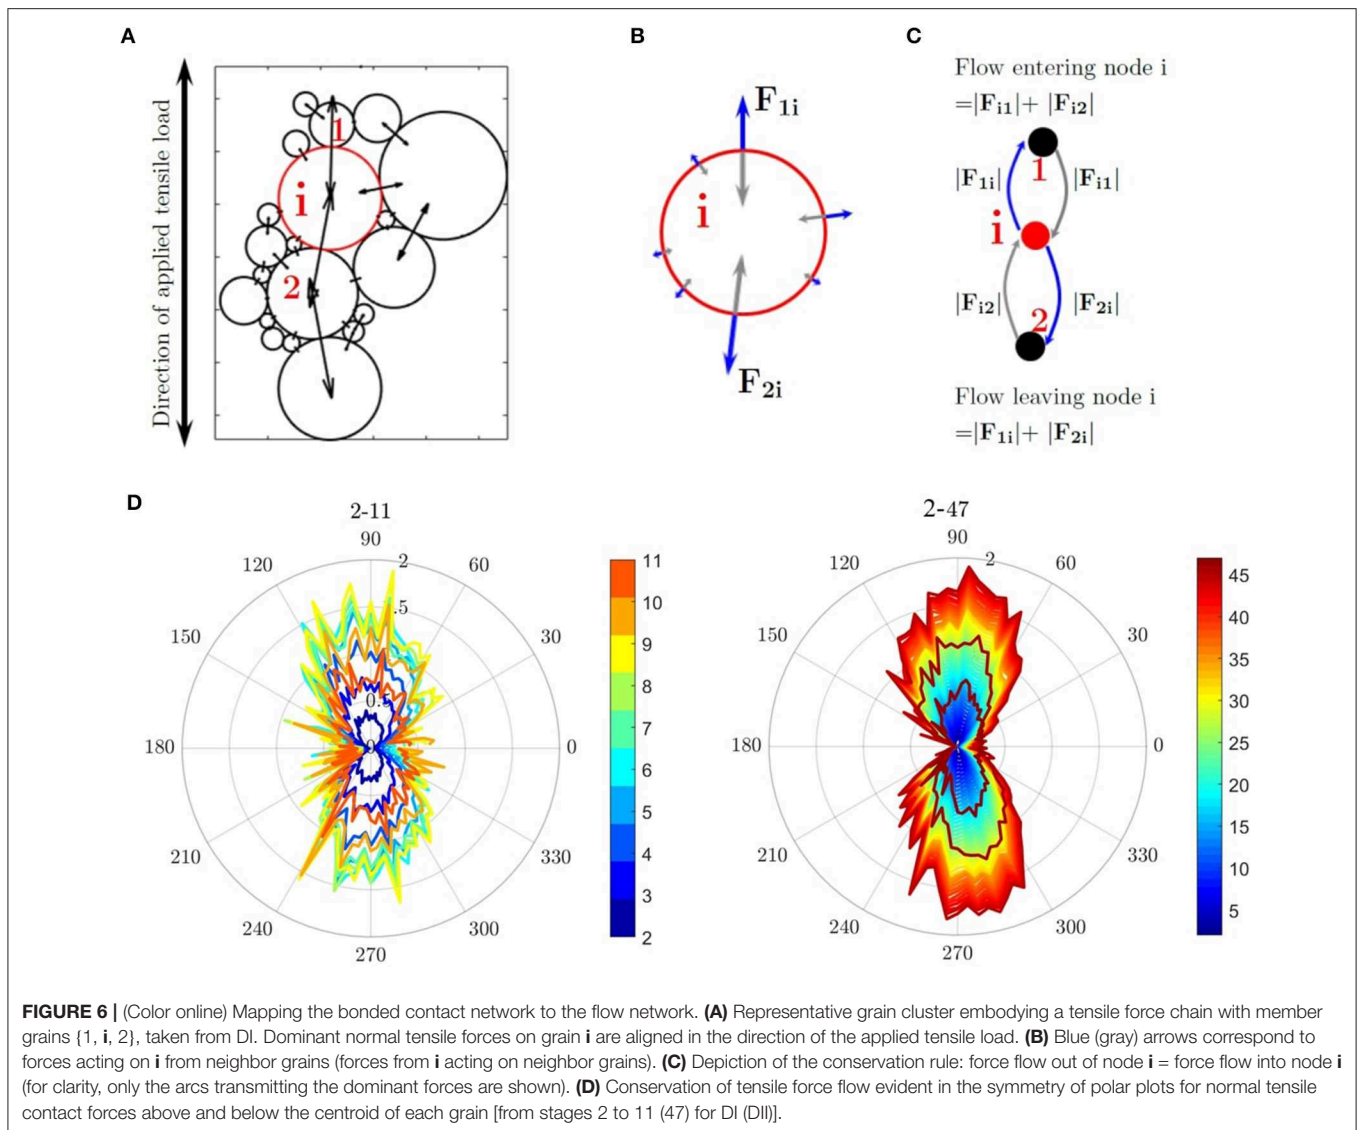 A
B
C
Direction of applied tensile load
1
i
2
F1i
i
F2i
Flow entering node i
=|Fi1|+ |Fi2|
|F1i|
1
|Fi1|
i
|Fi2|
2
|F2i|
Flow leaving node i
=|F1i|+ |F2i|
D
2-11
90
120
2
60
.5
150
30
0.5
180
0
0
210
330
240
300
270
11
10
9
8
7
6
5
4
3
2
2-47
90
120
2
60
150
30
180
0
210
330
240
300
270
45
40
35
30
25
20
15
10
5
FIGURE 6 | (Color online) Mapping the bonded contact network to the flow network. (A) Representative grain cluster embodying a tensile force chain with member
grains {1, i, 2}, taken from DI. Dominant normal tensile forces on grain i are aligned in the direction of the applied tensile load. (B) Blue (gray) arrows correspond to
forces acting on i from neighbor grains (forces from i acting on neighbor grains). (C) Depiction of the conservation rule: force flow out of node i = force flow into node i
(for clarity, only the arcs transmitting the dominant forces are shown). (D) Conservation of tensile force flow evident in the symmetry of polar plots for normal tensile
contact forces above and below the centroid of each grain [from stages 2 to 11 (47) for DI (DII)].